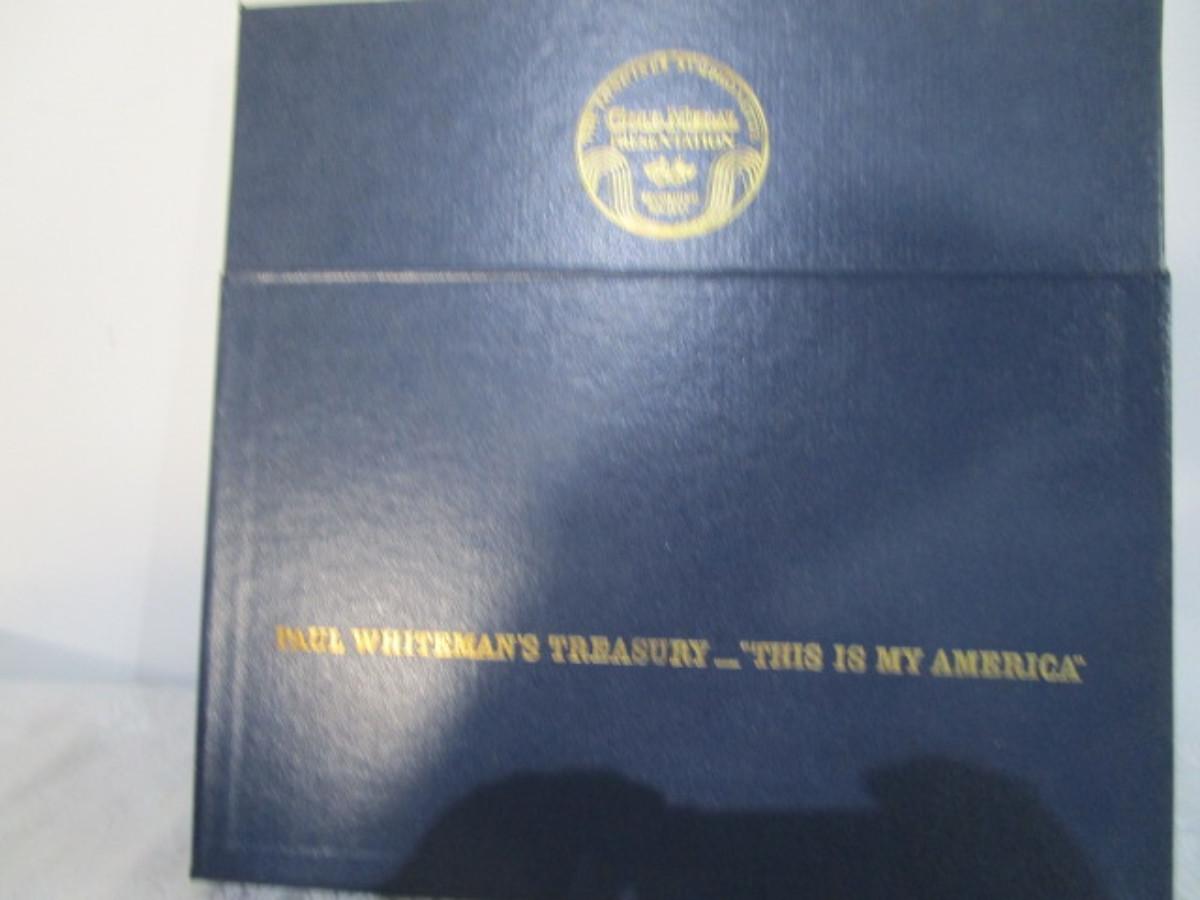 GOLD MEDAL
PRESENTATION
PAUL WHITEMAN'S TREASURY — "THIS IS MY AMERICA"